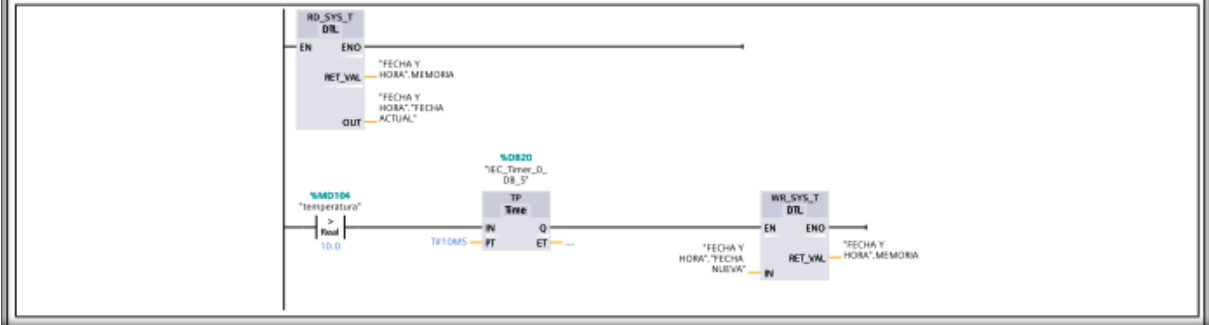 RD_SYS_T
DTL
EN ENO
RET_VAL
"FECHA Y
HORA".MEMORIA
OUT
"FECHA Y
HORA"."FECHA
ACTUAL"
%DB20
"IEC_Timer_0_
DB_5"
%MD104
"temperatura"
>
Real
10.0
TP
Time
IN Q
T#10MS PT ET ...
WR_SYS_T
DTL
EN ENO
"FECHA Y
HORA"."FECHA
NUEVA"
IN
RET_VAL
"FECHA Y
HORA".MEMORIA